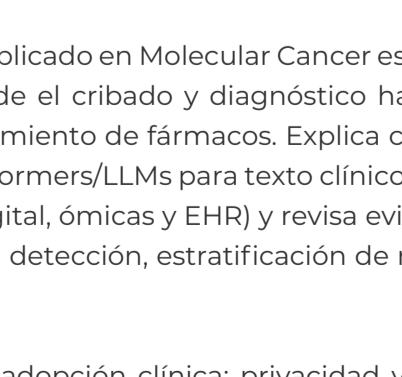 blicado en Molecular Cancer es
de el cribado y diagnóstico ha
miento de fármacos. Explica c
ormers/LLMs para texto clínico
gital, ómicas y EHR) y revisa evi
detección, estratificación de r
adopción clínica: privacidad y